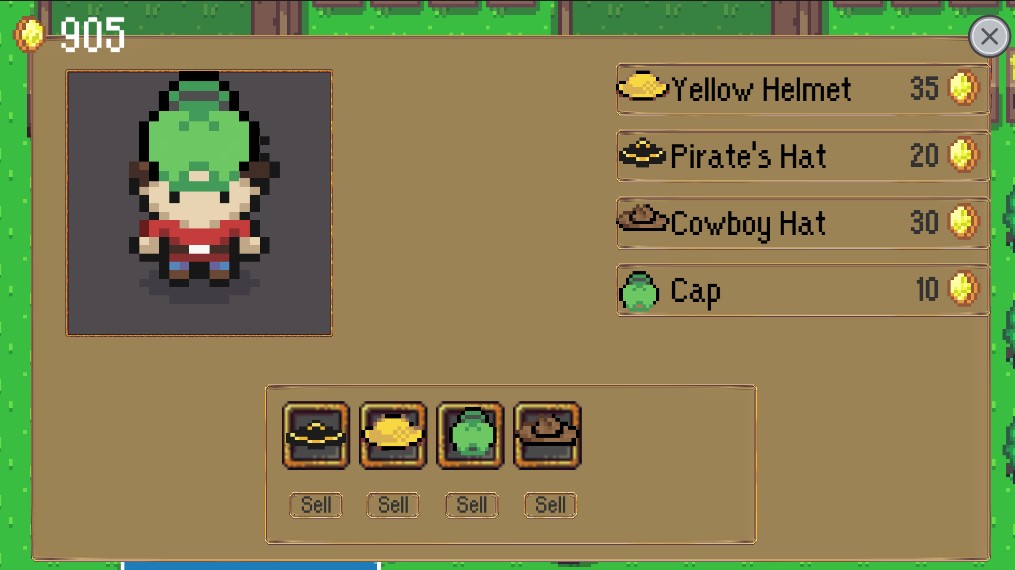 905
Yellow Helmet 35
Pirate's Hat 20
Cowboy Hat 30
Cap 10
Sell Sell Sell Sell